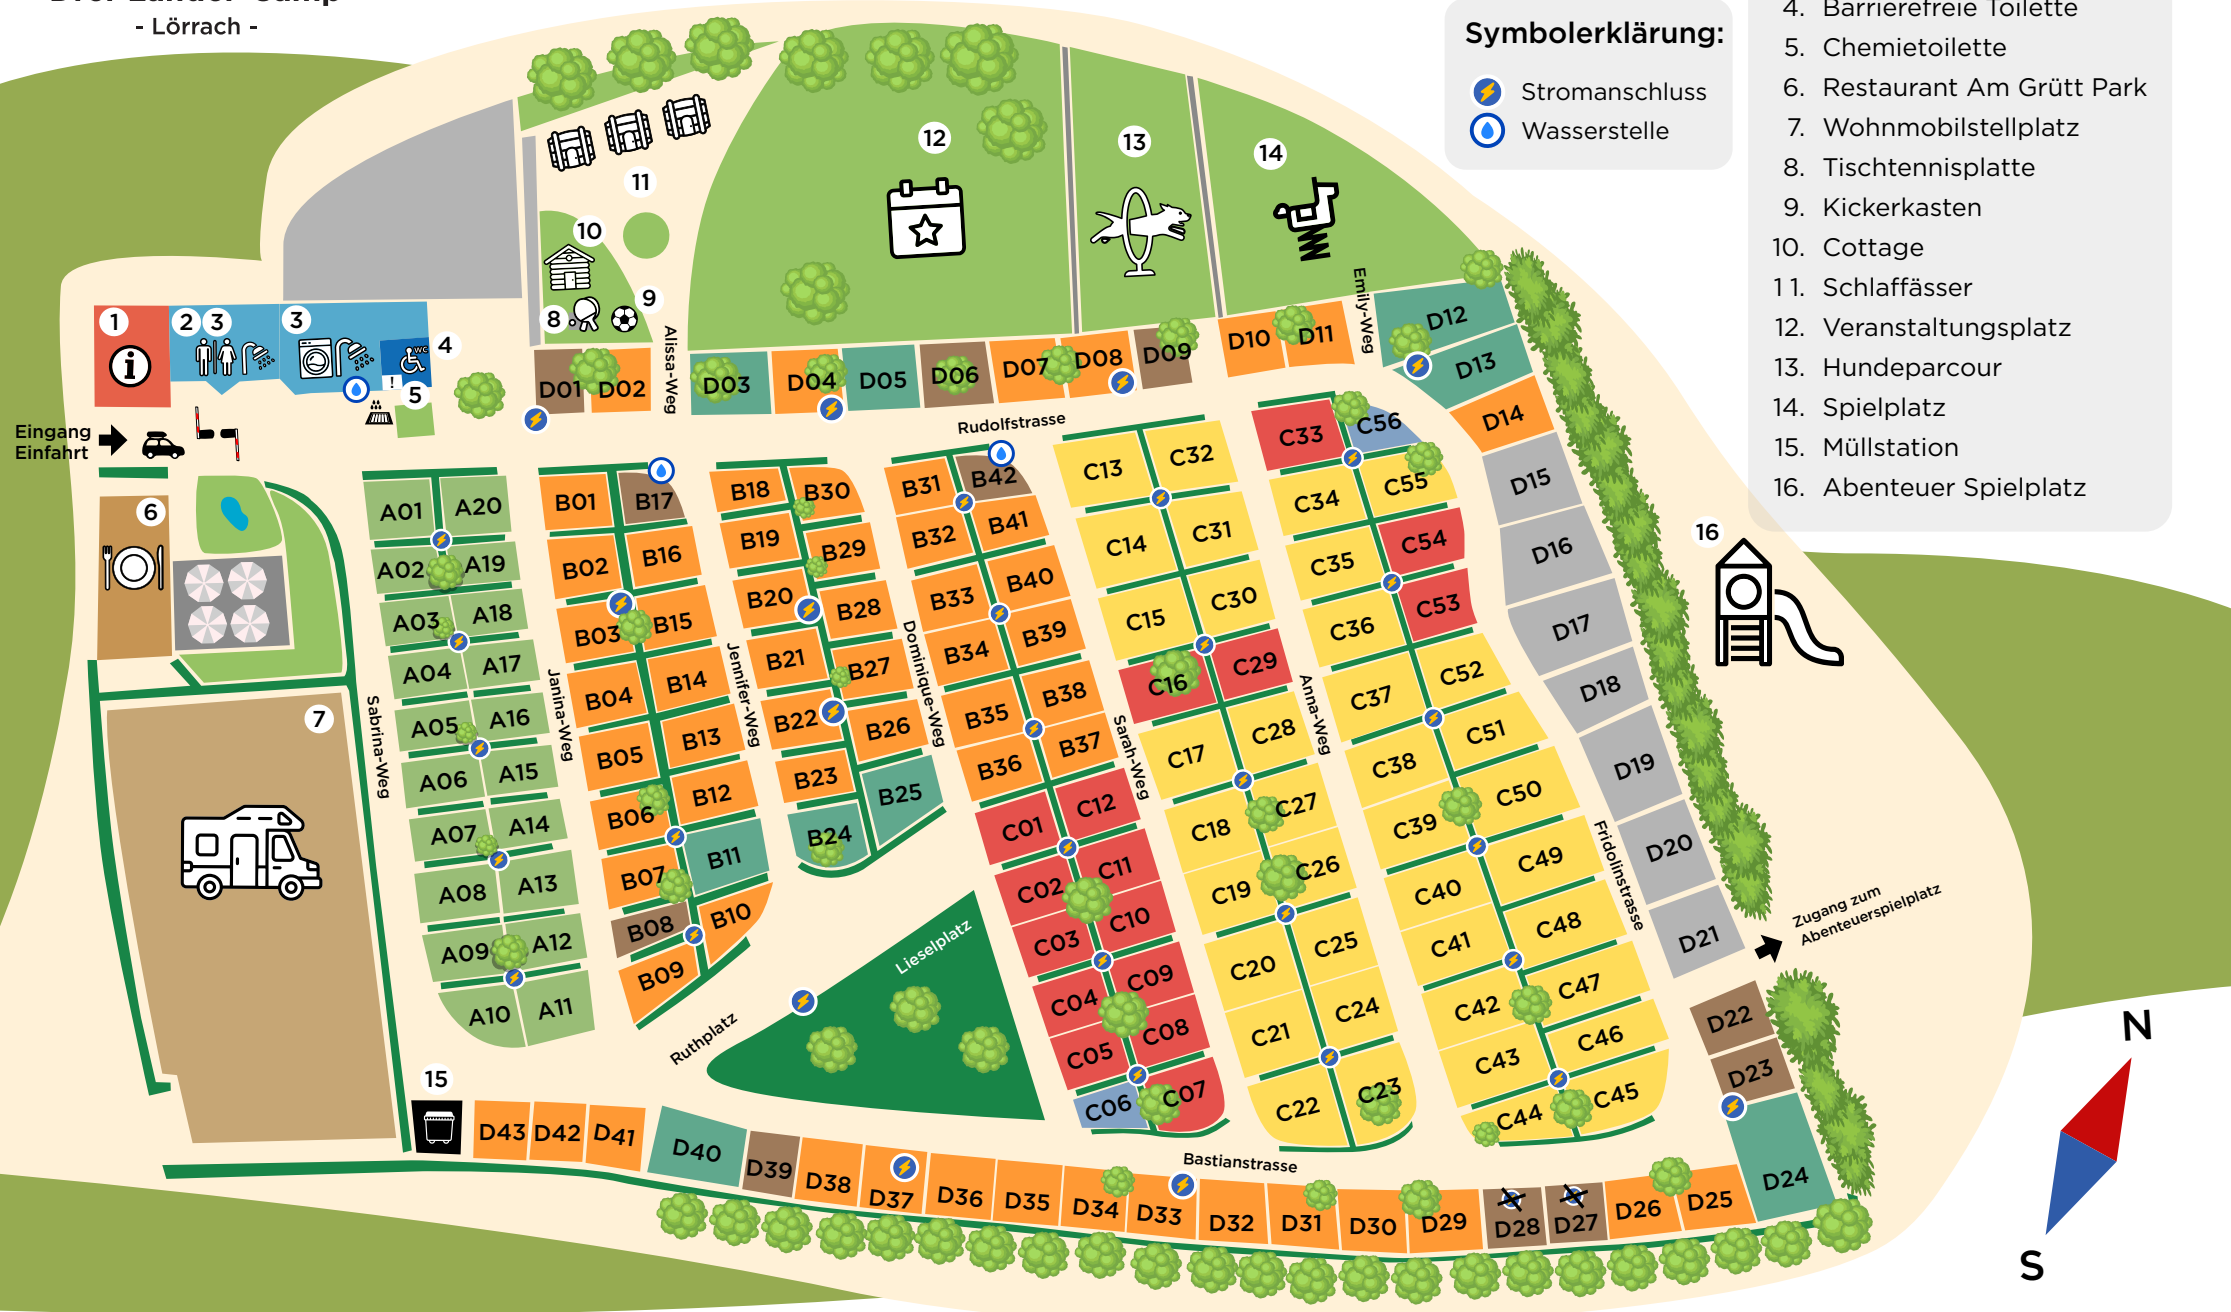 - Lörrach -
Symbolerklärung:
Stromanschluss
Wasserstelle
4. Barrierefreie Toilette
5. Chemietoilette
6. Restaurant Am Grütt Park
7. Wohnmobilstellplatz
8. Tischtennisplatte
9. Kickerkasten
10. Cottage
11. Schlaffässer
12. Veranstaltungsplatz
13. Hundeparcour
14. Spielplatz
15. Müllstation
16. Abenteuer Spielplatz
12
13
14
11
10
9
8
1
i
2
3
3
4
WC
!
5
Eingang
Einfahrt
6
7
15
16
Alissa-Weg
Emily-Weg
Rudolfstrasse
Sabrina-Weg
Janina-Weg
Jennifer-Weg
Dominique-Weg
Sarah-Weg
Anna-Weg
Fridolinstrasse
Bastianstrasse
Ruthplatz
Lieselplatz
Zugang zum
Abenteuerspielplatz
N
S
D01
D02
D03
D04
D05
D06
D07
D08
D09
D10
D11
D12
D13
D14
D15
D16
D17
D18
D19
D20
D21
D22
D23
D24
D25
D26
D27
D28
D29
D30
D31
D32
D33
D34
D35
D36
D37
D38
D39
D40
D41
D42
D43
A01
A20
A02
A19
A03
A18
A04
A17
A05
A16
A06
A15
A07
A14
A08
A13
A09
A12
A10
A11
B01
B17
B02
B16
B03
B15
B04
B14
B05
B13
B06
B12
B07
B11
B08
B10
B09
B18
B30
B19
B29
B20
B28
B21
B27
B22
B26
B23
B25
B24
B31
B42
B32
B41
B33
B40
B34
B39
B35
B38
B36
B37
C01
C12
C02
C11
C03
C10
C04
C09
C05
C08
C06
C07
C13
C32
C14
C31
C15
C30
C16
C29
C17
C28
C18
C27
C19
C26
C20
C25
C21
C24
C22
C23
C33
C56
C34
C55
C35
C54
C36
C53
C37
C52
C38
C51
C39
C50
C40
C49
C41
C48
C42
C47
C43
C46
C44
C45